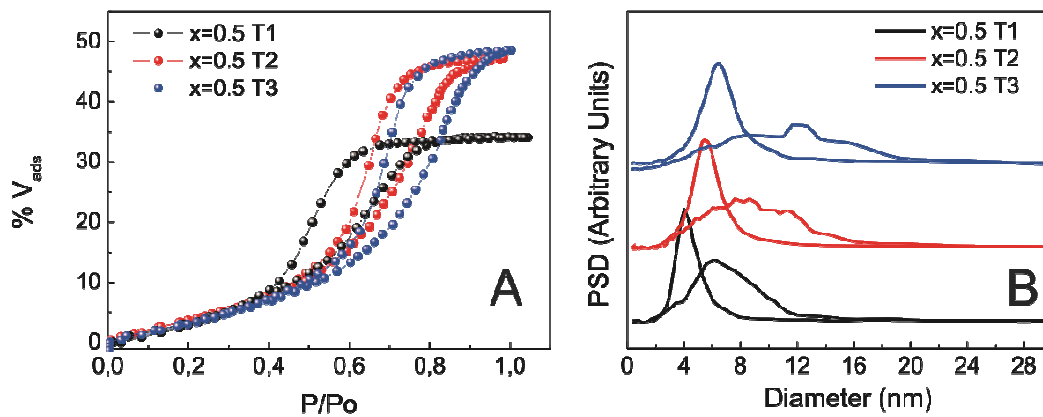 x=0.5 T1
x=0.5 T2
x=0.5 T3
50
40
30
20
10
0
% Vads
0,0 0,2 0,4 0,6 0,8 1,0
P/Po
A
x=0.5 T1
x=0.5 T2
x=0.5 T3
PSD (Arbitrary Units)
B
0 4 8 12 16 20 24 28
Diameter (nm)